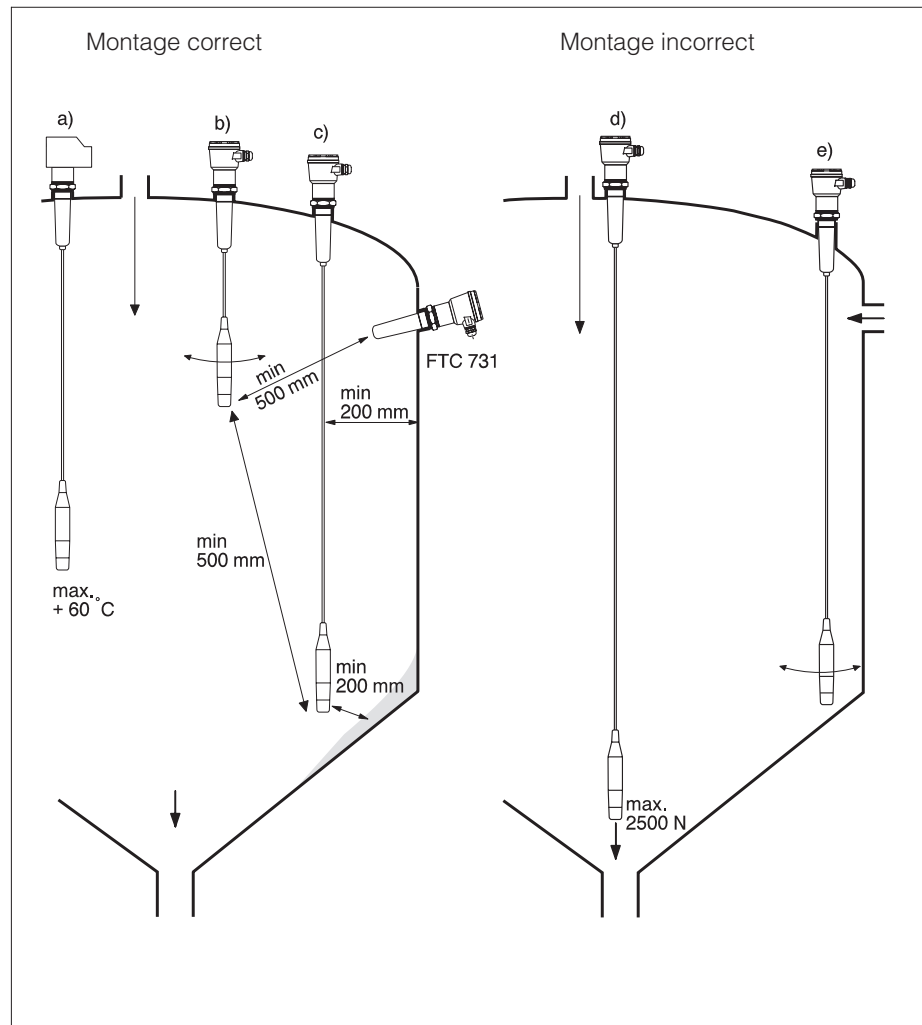 Montage correct
Montage incorrect
a)
b)
c)
d)
e)
FTC 731
min
500 mm
min
200 mm
min
500 mm
max.
+ 60 °C
min
200 mm
max.
2500 N